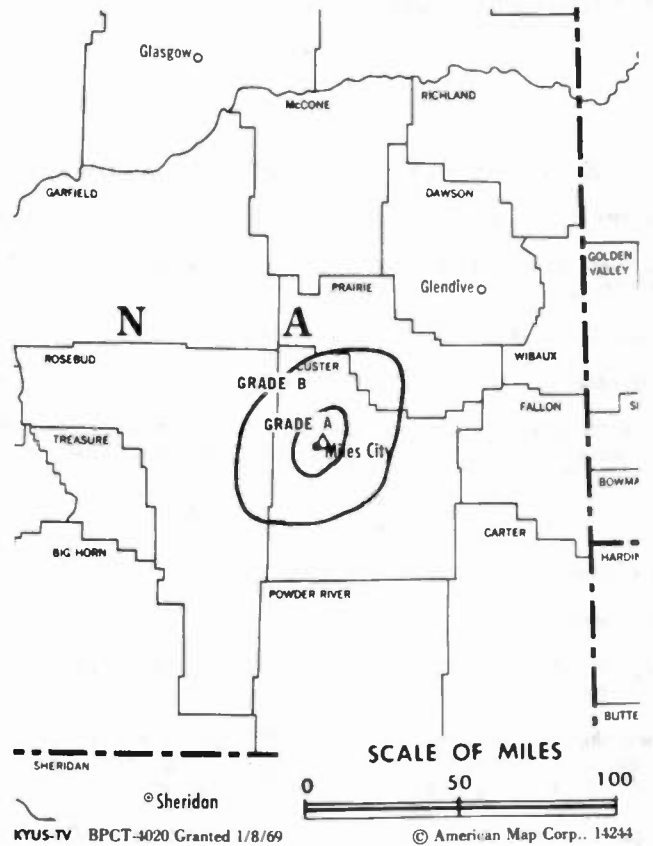 Glasgow
McCONE
RICHLAND
GARFIELD
DAWSON
GOLDEN
VALLEY
PRAIRIE
Glendive
N A
ROSEBUD
CUSTER
WIBAUX
GRADE B
FALLON
GRADE A
TREASURE
Miles City
BOWMA
BIG HORN
CARTER
HARDIN
POWDER RIVER
BUTTE
SCALE OF MILES
SHERIDAN
0 50 100
Sheridan
KYUS-TV BPCT-4020 Granted 1/8/69 © American Map Corp.. 14244